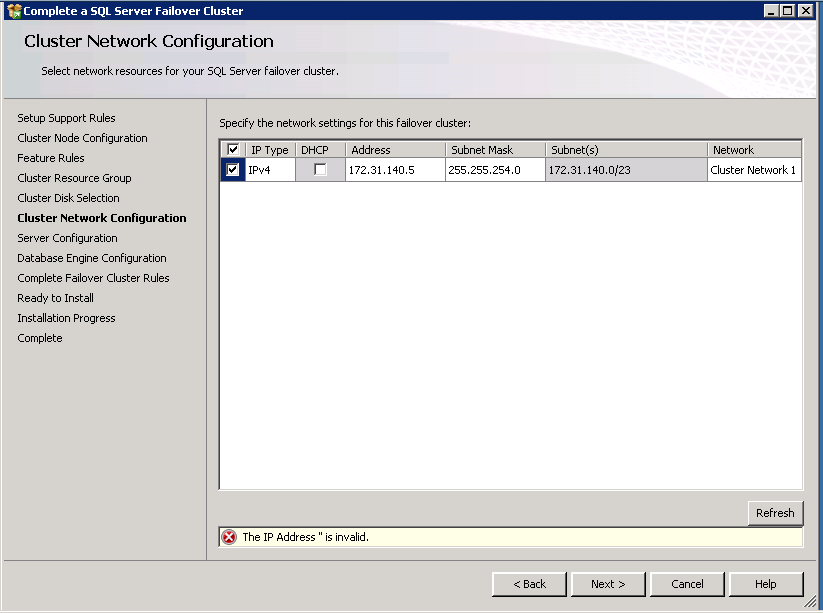 Complete a SQL Server Failover Cluster
Cluster Network Configuration
Select network resources for your SQL Server failover cluster.
Setup Support Rules
Cluster Node Configuration
Feature Rules
Cluster Resource Group
Cluster Disk Selection
Cluster Network Configuration
Server Configuration
Database Engine Configuration
Complete Failover Cluster Rules
Ready to Install
Installation Progress
Complete
Specify the network settings for this failover cluster:
IP Type DHCP Address Subnet Mask Subnet(s) Network
IPv4 172.31.140.5 255.255.254.0 172.31.140.0/23 Cluster Network 1
Refresh
The IP Address '' is invalid.
< Back Next > Cancel Help